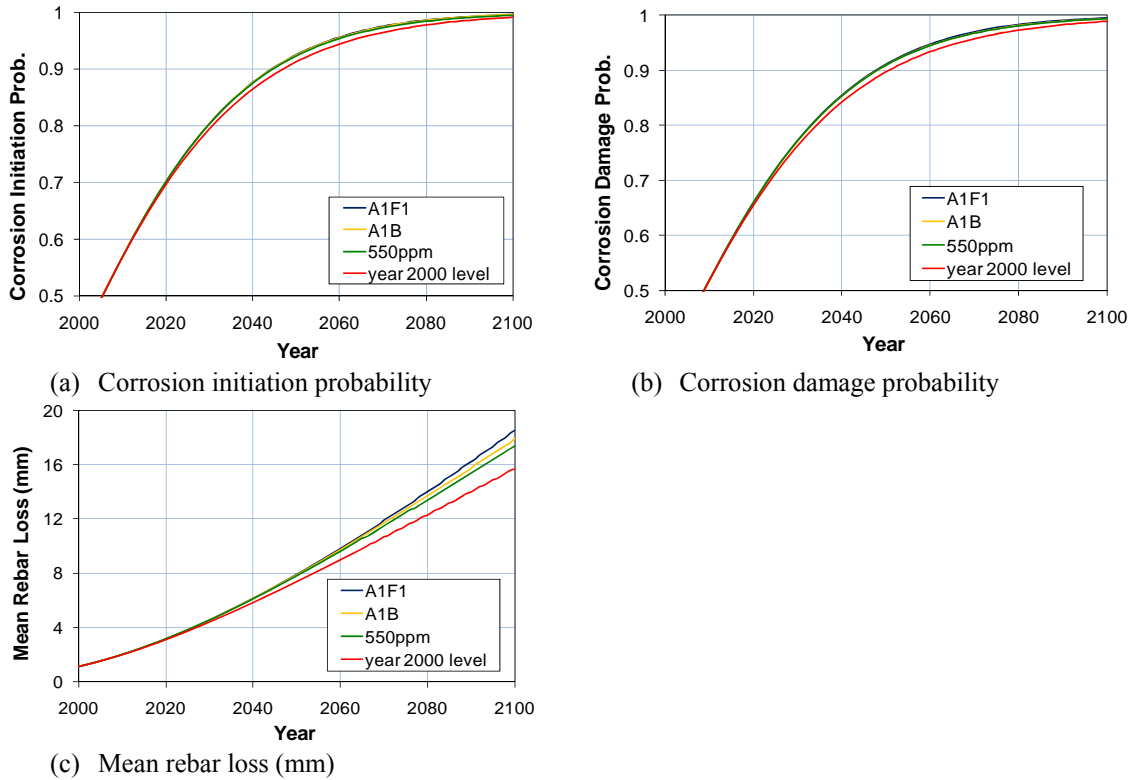 Corrosion Initiation Prob.
1
0.9
0.8
0.7
0.6
0.5
A1F1
A1B
550ppm
year 2000 level
2000 2020 2040 2060 2080 2100
Year
(a) Corrosion initiation probability
Corrosion Damage Prob.
1
0.9
0.8
0.7
0.6
0.5
A1F1
A1B
550ppm
year 2000 level
2000 2020 2040 2060 2080 2100
Year
(b) Corrosion damage probability
Mean Rebar Loss (mm)
20
16
12
8
4
0
A1F1
A1B
550ppm
year 2000 level
2000 2020 2040 2060 2080 2100
Year
(c) Mean rebar loss (mm)